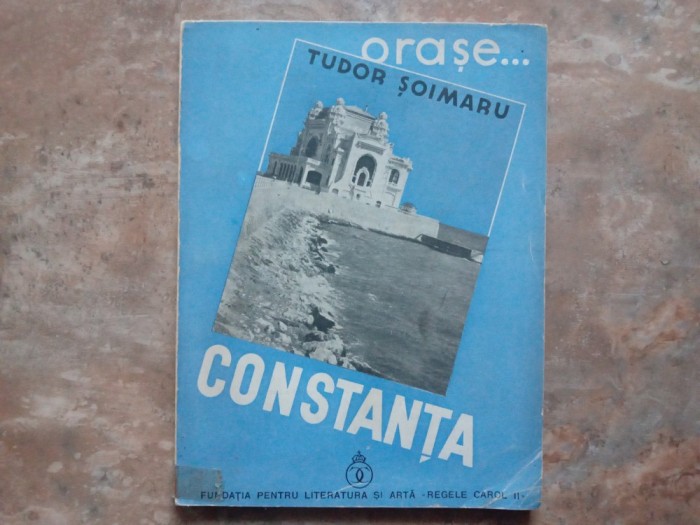 orașe...
TUDOR ȘOIMARU
CONSTANȚA
FUNDAȚIA PENTRU LITERATURA ȘI ARTĂ -REGELE CAROL II-